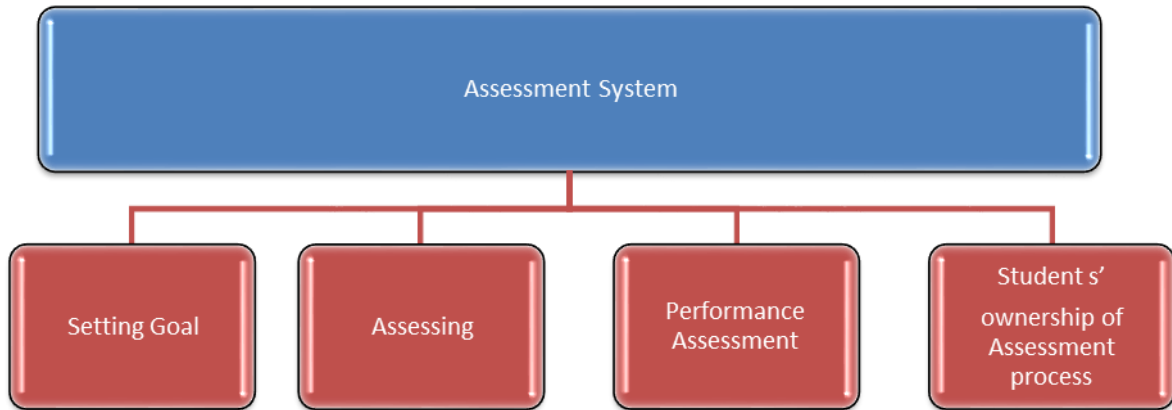 Assessment System
Setting Goal
Assessing
Performance
Assessment
Student s’
ownership of
Assessment
process